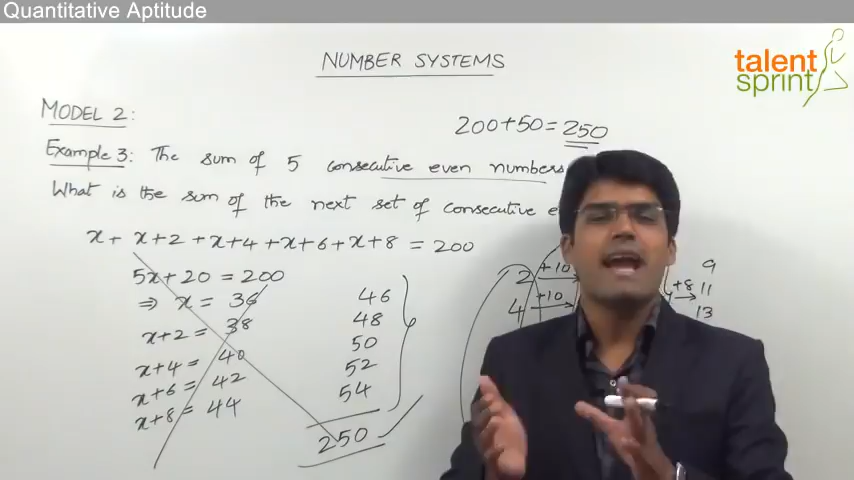 Quantitative Aptitude
NUMBER SYSTEMS
talent
sprint
MODEL 2:
200+50=250
Example 3: The sum of 5 consecutive even numbers
What is the sum of the next set of consecutive e
x+ x+2 +x+4 +x+6+x+8 = 200
5x+20 = 200
⇒ x = 36
x+2 = 38
x+4 = 40
x+6 = 42
x+8 = 44
46
48
50
52
54
250
2 +10
4 +10
+8
9
11
13